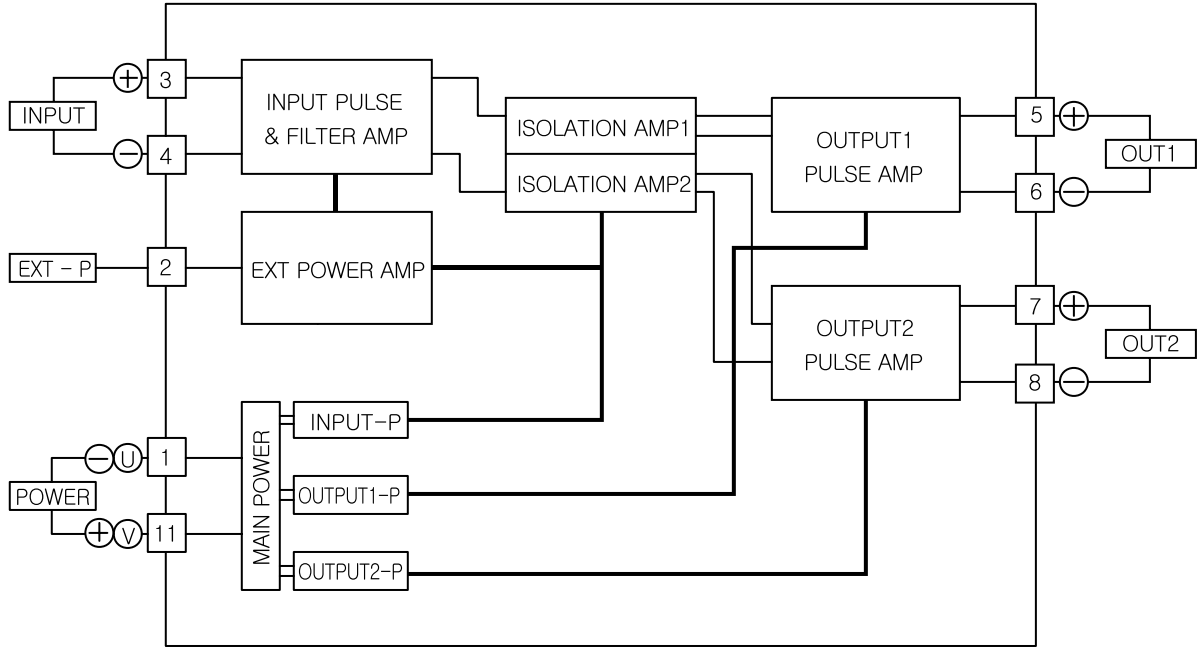 +
3
INPUT
−
4
INPUT PULSE
& FILTER AMP
EXT − P
2
EXT POWER AMP
ISOLATION AMP1
ISOLATION AMP2
OUTPUT1
PULSE AMP
5
+
OUT1
6
−
OUTPUT2
PULSE AMP
7
+
OUT2
8
−
− U
1
POWER
+ V
11
MAIN POWER
INPUT−P
OUTPUT1−P
OUTPUT2−P